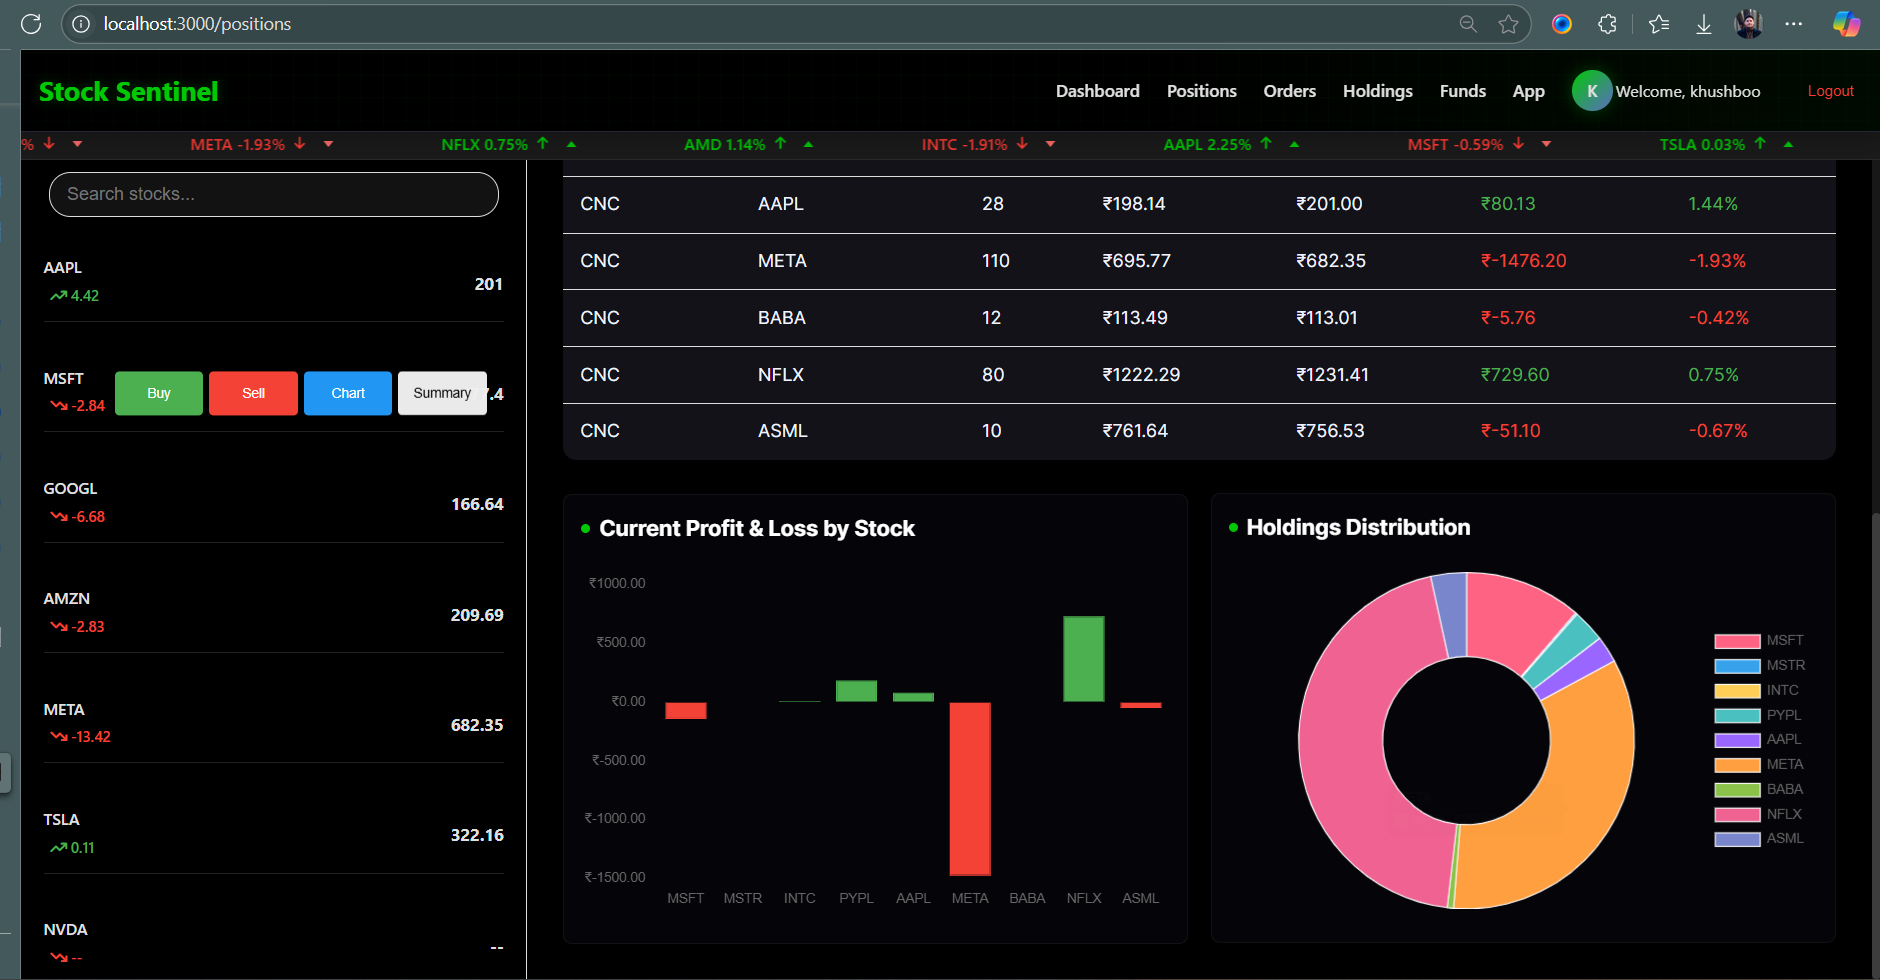 localhost:3000/positions
Stock Sentinel
Dashboard Positions Orders Holdings Funds App K Welcome, khushboo Logout
% META -1.93% NFLX 0.75% AMD 1.14% INTC -1.91% AAPL 2.25% MSFT -0.59% TSLA 0.03%
Search stocks...
AAPL
4.42
201
MSFT
-2.84
Buy Sell Chart Summary 7.4
GOOGL
-6.68
166.64
AMZN
-2.83
209.69
META
-13.42
682.35
TSLA
0.11
322.16
NVDA
--
--
CNC AAPL 28 ₹198.14 ₹201.00 ₹80.13 1.44%
CNC META 110 ₹695.77 ₹682.35 ₹-1476.20 -1.93%
CNC BABA 12 ₹113.49 ₹113.01 ₹-5.76 -0.42%
CNC NFLX 80 ₹1222.29 ₹1231.41 ₹729.60 0.75%
CNC ASML 10 ₹761.64 ₹756.53 ₹-51.10 -0.67%
Current Profit & Loss by Stock
₹1000.00
₹500.00
₹0.00
₹-500.00
₹-1000.00
₹-1500.00
MSFT MSTR INTC PYPL AAPL META BABA NFLX ASML
Holdings Distribution
MSFT
MSTR
INTC
PYPL
AAPL
META
BABA
NFLX
ASML